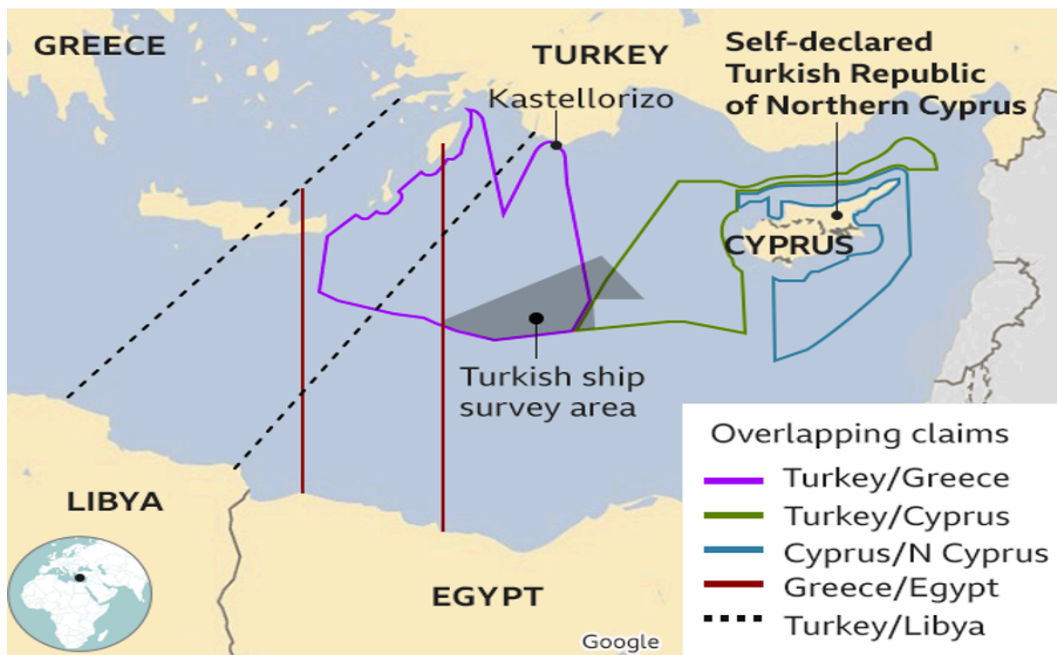 GREECE
TURKEY
Self-declared
Turkish Republic
of Northern Cyprus
Kastellorizo
CYPRUS
Turkish ship
survey area
LIBYA
EGYPT
Google
Overlapping claims
Turkey/Greece
Turkey/Cyprus
Cyprus/N Cyprus
Greece/Egypt
Turkey/Libya